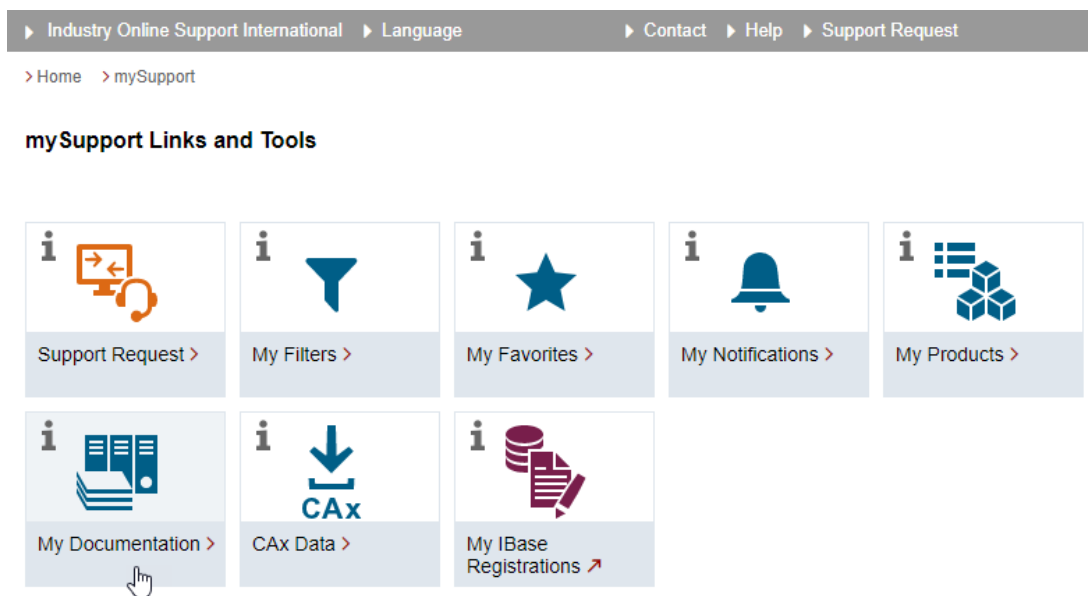 Industry Online Support International Language Contact Help Support Request
> Home > mySupport
mySupport Links and Tools
i i i i i
Support Request > My Filters > My Favorites > My Notifications > My Products >
i i i
CAx
My Documentation > CAx Data > My IBase
Registrations ↗